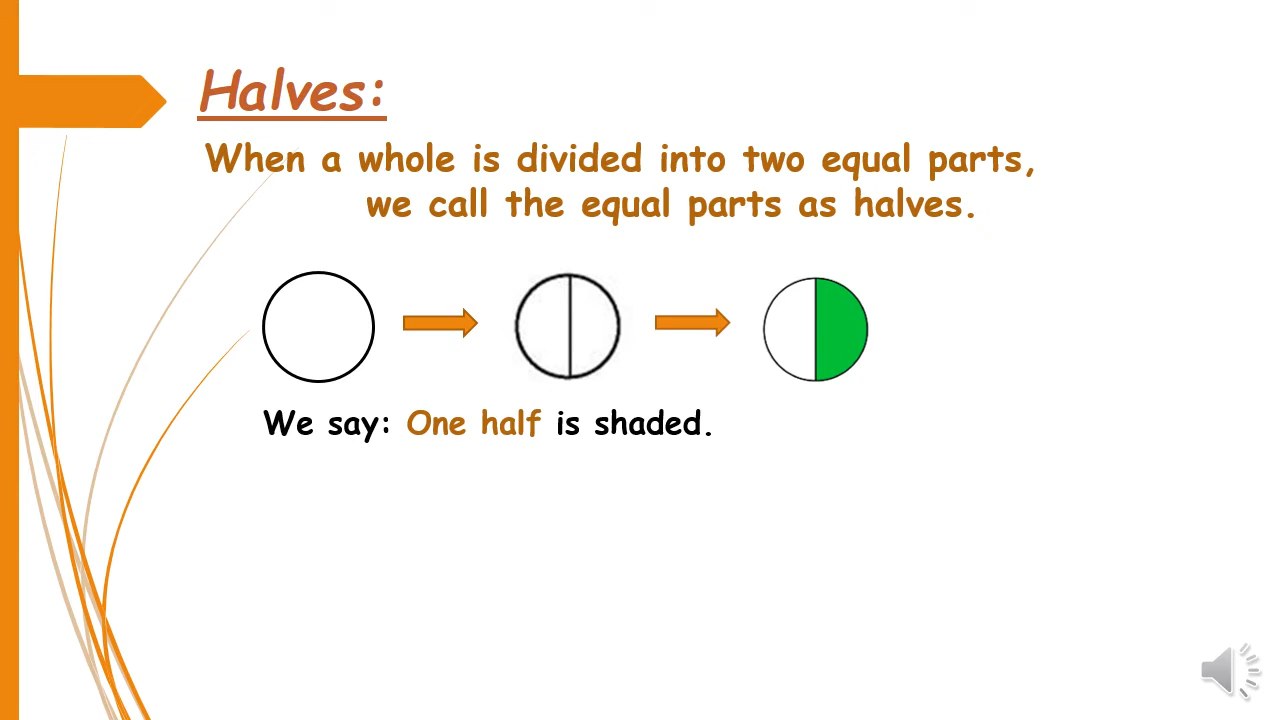 Halves:
When a whole is divided into two equal parts,
we call the equal parts as halves.
We say: One half is shaded.